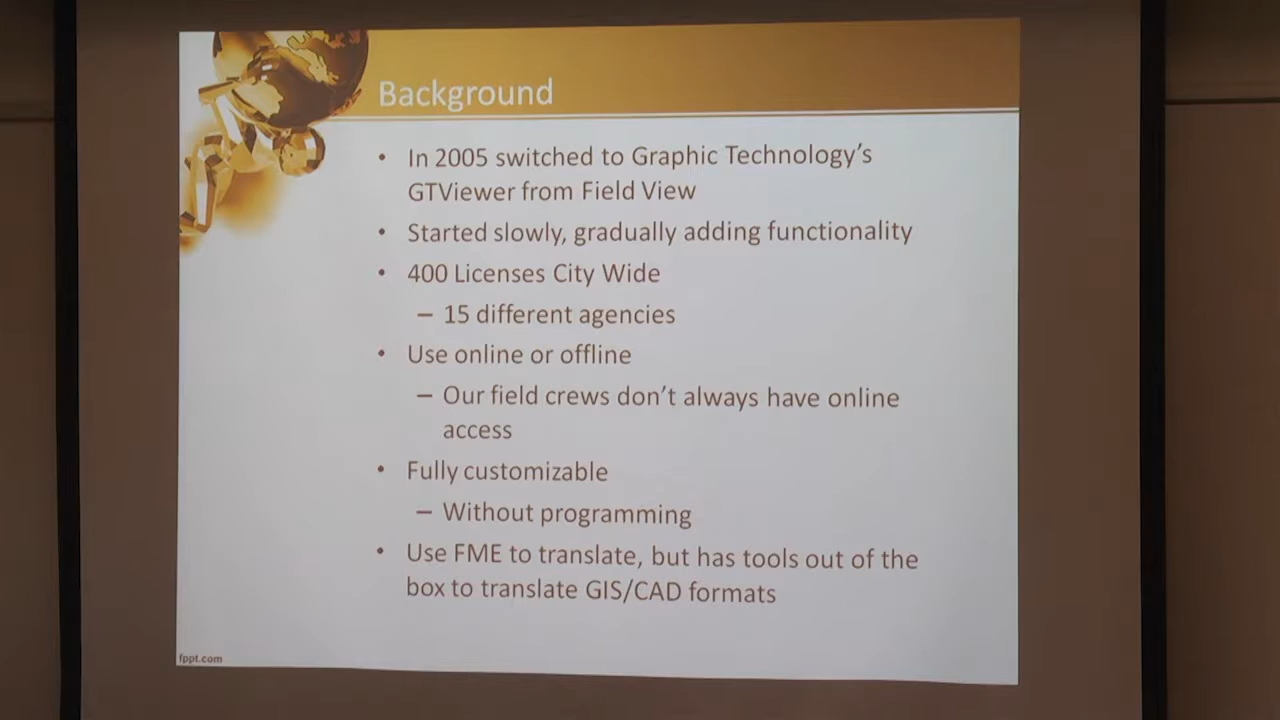 Background
• In 2005 switched to Graphic Technology's
GTViewer from Field View
• Started slowly, gradually adding functionality
• 400 Licenses City Wide
– 15 different agencies
• Use online or offline
– Our field crews don't always have online
access
• Fully customizable
– Without programming
• Use FME to translate, but has tools out of the
box to translate GIS/CAD formats
fppt.com